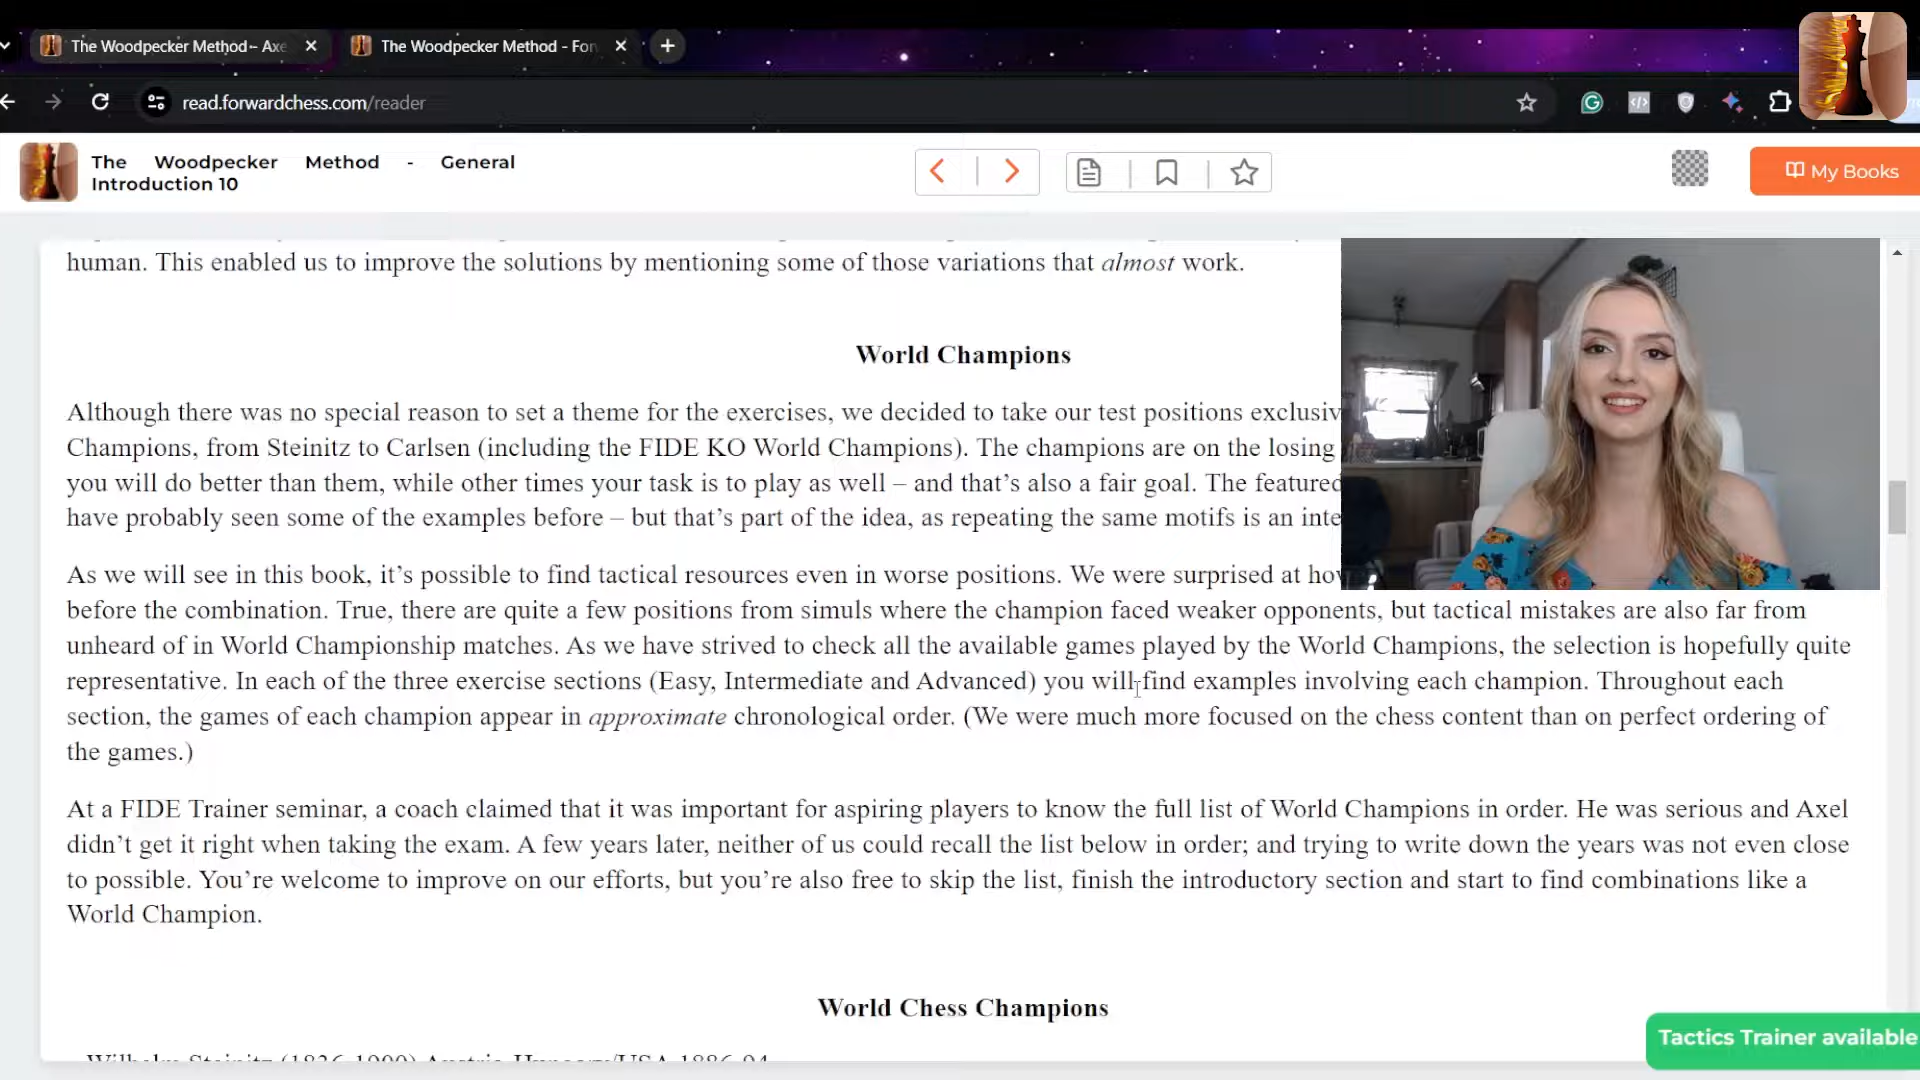 The Woodpecker Method – Axe
The Woodpecker Method - For
read.forwardchess.com/reader
The Woodpecker Method - General
Introduction 10
My Books
human. This enabled us to improve the solutions by mentioning some of those variations that almost work.
World Champions
Although there was no special reason to set a theme for the exercises, we decided to take our test positions exclusiv
Champions, from Steinitz to Carlsen (including the FIDE KO World Champions). The champions are on the losing
you will do better than them, while other times your task is to play as well – and that’s also a fair goal. The featured
have probably seen some of the examples before – but that’s part of the idea, as repeating the same motifs is an inte
As we will see in this book, it’s possible to find tactical resources even in worse positions. We were surprised at how
before the combination. True, there are quite a few positions from simuls where the champion faced weaker opponents, but tactical mistakes are also far from
unheard of in World Championship matches. As we have strived to check all the available games played by the World Champions, the selection is hopefully quite
representative. In each of the three exercise sections (Easy, Intermediate and Advanced) you will find examples involving each champion. Throughout each
section, the games of each champion appear in approximate chronological order. (We were much more focused on the chess content than on perfect ordering of
the games.)
At a FIDE Trainer seminar, a coach claimed that it was important for aspiring players to know the full list of World Champions in order. He was serious and Axel
didn’t get it right when taking the exam. A few years later, neither of us could recall the list below in order; and trying to write down the years was not even close
to possible. You’re welcome to improve on our efforts, but you’re also free to skip the list, finish the introductory section and start to find combinations like a
World Champion.
World Chess Champions
Wilhelm Steinitz (1836-1900) Austria-Hungary/USA 1886-94
Tactics Trainer available